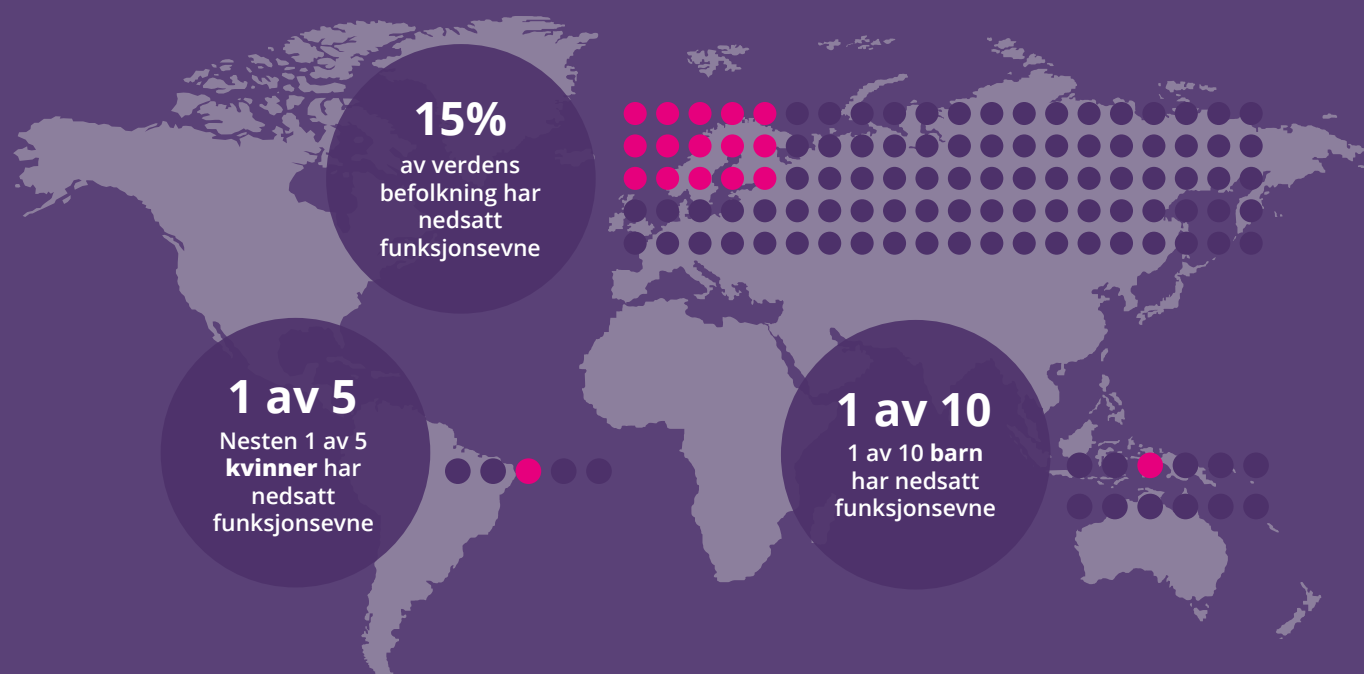 15%
av verdens
befolkning har
nedsatt
funksjonsevne
1 av 5
Nesten 1 av 5
kvinner har
nedsatt
funksjonsevne
1 av 10
1 av 10 barn
har nedsatt
funksjonsevne